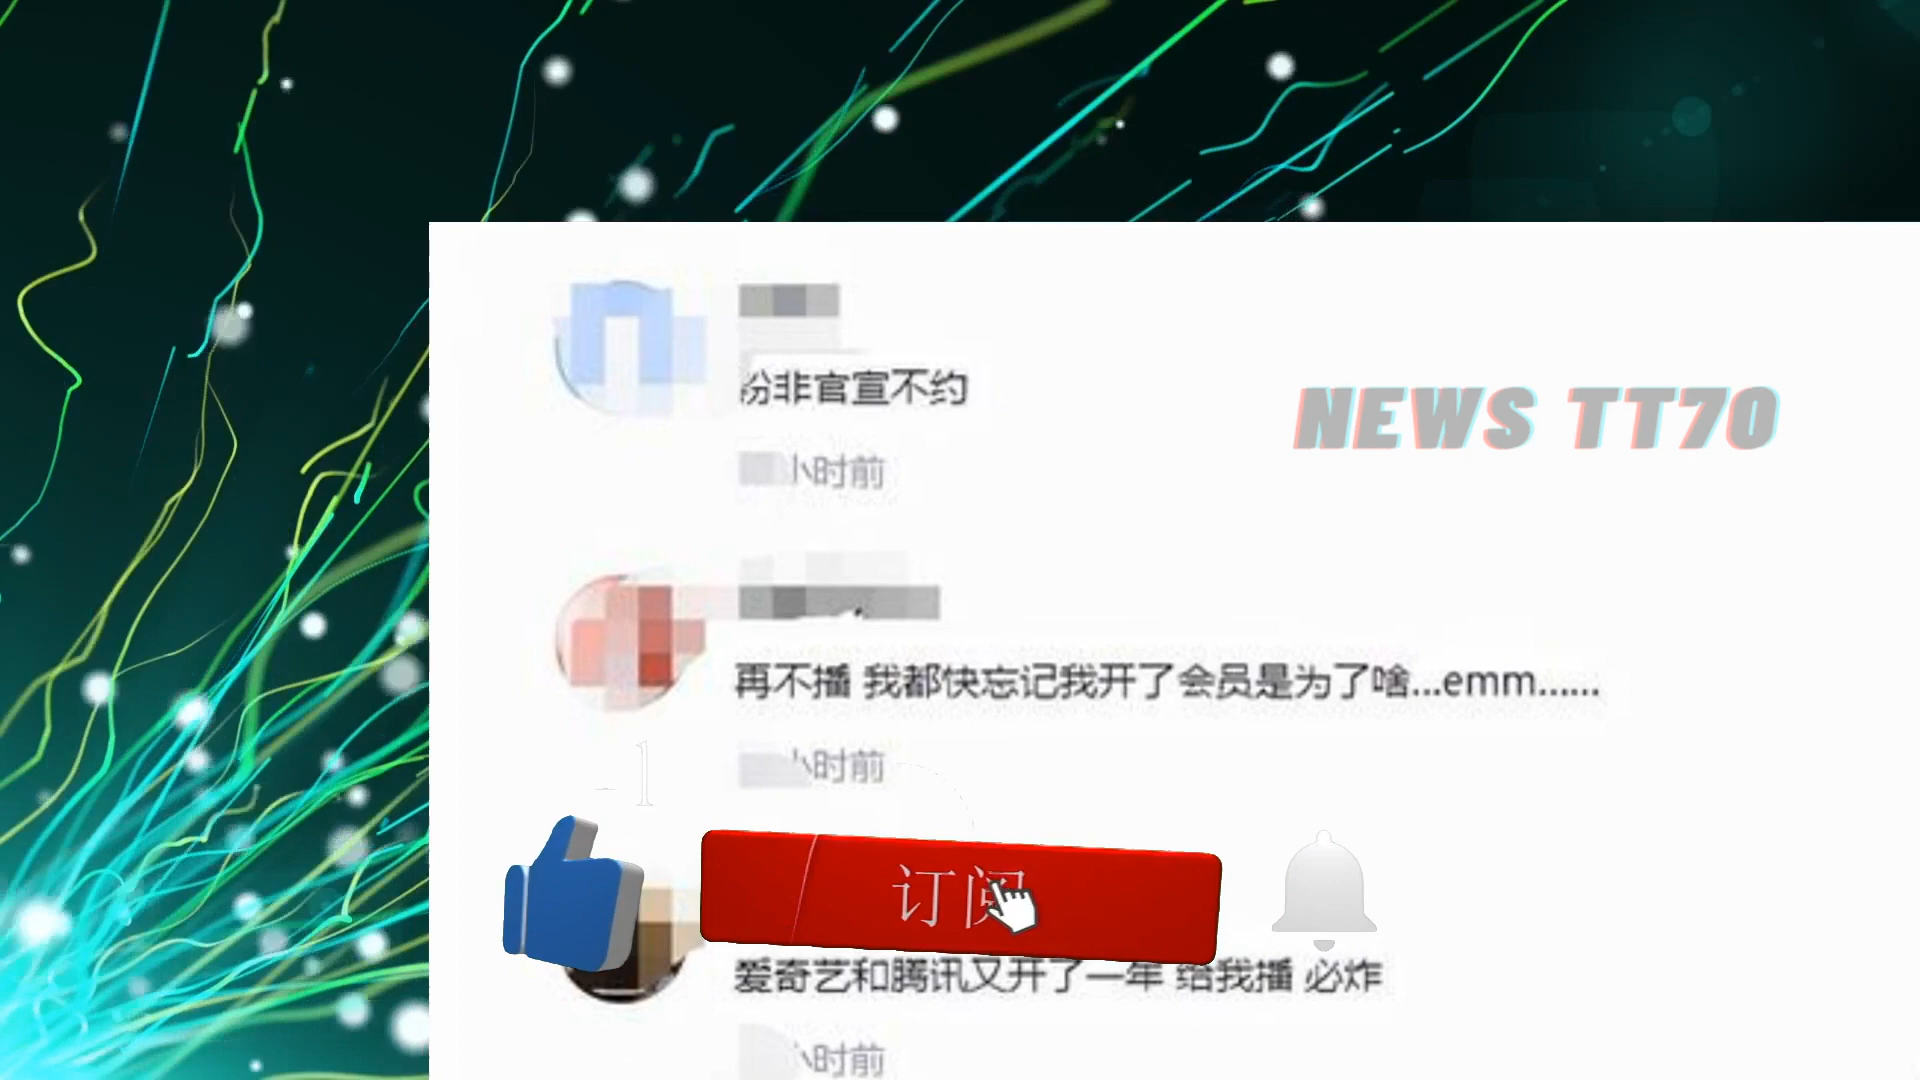 粉非官宣不约
小时前
NEWS TT70
再不播 我都快忘记我开了会员是为了啥...emm......
小时前
订阅
爱奇艺和腾讯又开了一年 给我播 必炸
小时前